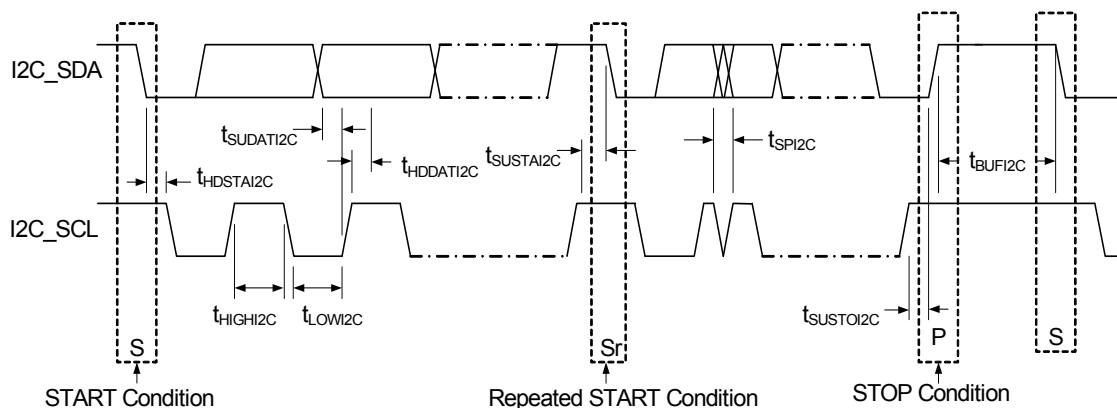 I2C_SDA
tSUDATI2C
tHDSTAI2C
tHDDATI2C
tSUSTAI2C
tSPI2C
tBUFI2C
I2C_SCL
tHIGHI2C
tLOWI2C
tSUSTOI2C
S
Sr
P
S
START Condition
Repeated START Condition
STOP Condition